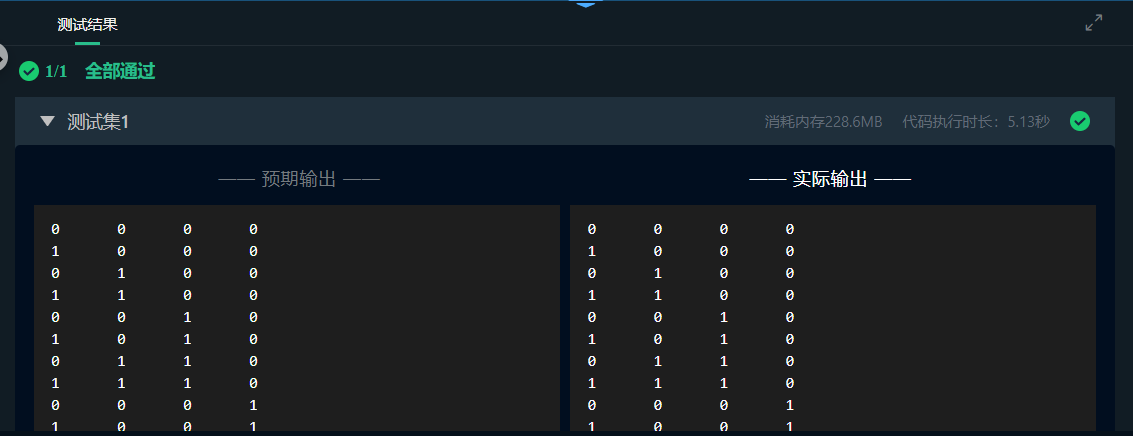 测试结果
1/1 全部通过
测试集1 消耗内存228.6MB 代码执行时长：5.13秒
—— 预期输出 —— —— 实际输出 ——
0 0 0 0 0 0 0 0
1 0 0 0 1 0 0 0
0 1 0 0 0 1 0 0
1 1 0 0 1 1 0 0
0 0 1 0 0 0 1 0
1 0 1 0 1 0 1 0
0 1 1 0 0 1 1 0
1 1 1 0 1 1 1 0
0 0 0 1 0 0 0 1
1 0 0 1 1 0 0 1